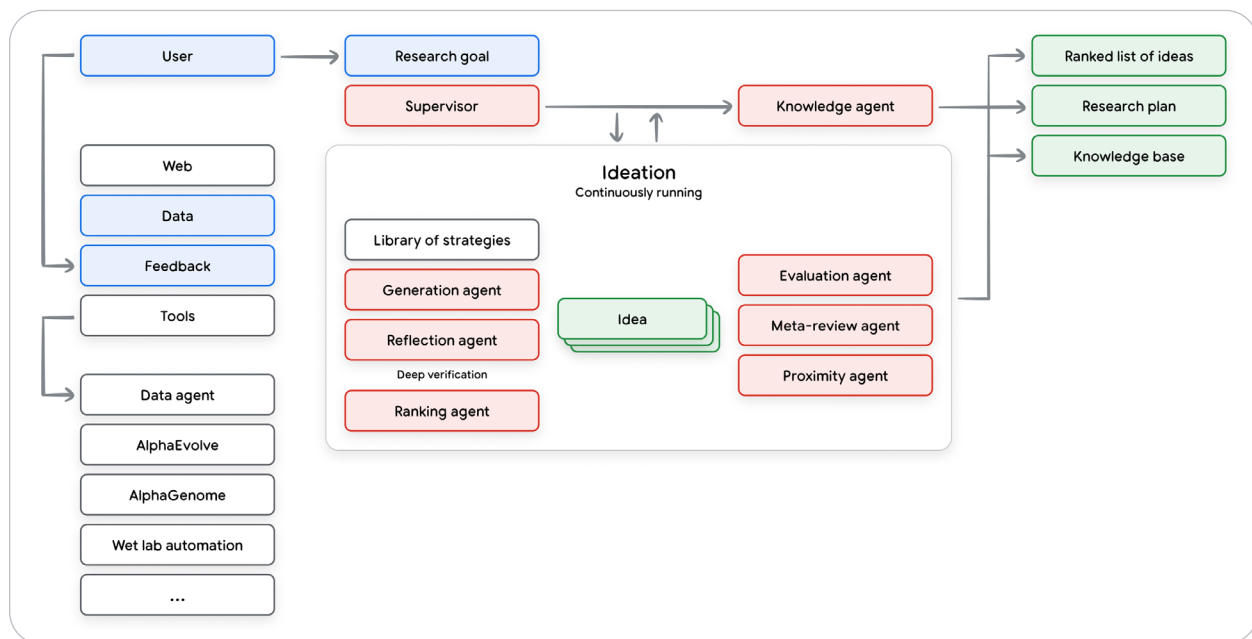 User
Research goal
Supervisor
Knowledge agent
Ranked list of ideas
Research plan
Knowledge base
Web
Data
Feedback
Tools
Data agent
AlphaEvolve
AlphaGenome
Wet lab automation
...
Ideation
Continuously running
Library of strategies
Generation agent
Reflection agent
Deep verification
Ranking agent
Idea
Evaluation agent
Meta-review agent
Proximity agent